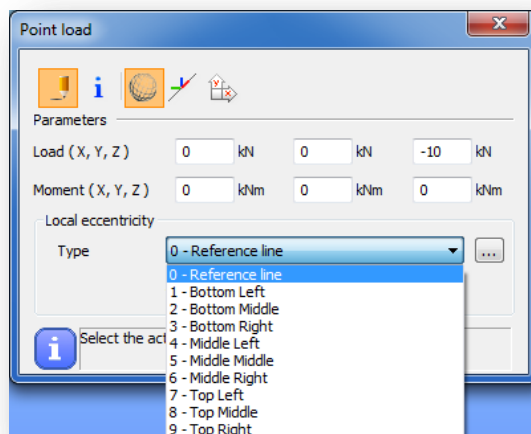 Point load
Parameters
Load ( X, Y, Z ) 0 kN 0 kN -10 kN
Moment ( X, Y, Z ) 0 kNm 0 kNm 0 kNm
Local eccentricity
Type 0 - Reference line ...
0 - Reference line
1 - Bottom Left
2 - Bottom Middle
3 - Bottom Right
4 - Middle Left
5 - Middle Middle
6 - Middle Right
Select the act
7 - Top Left
8 - Top Middle
9 - Top Right